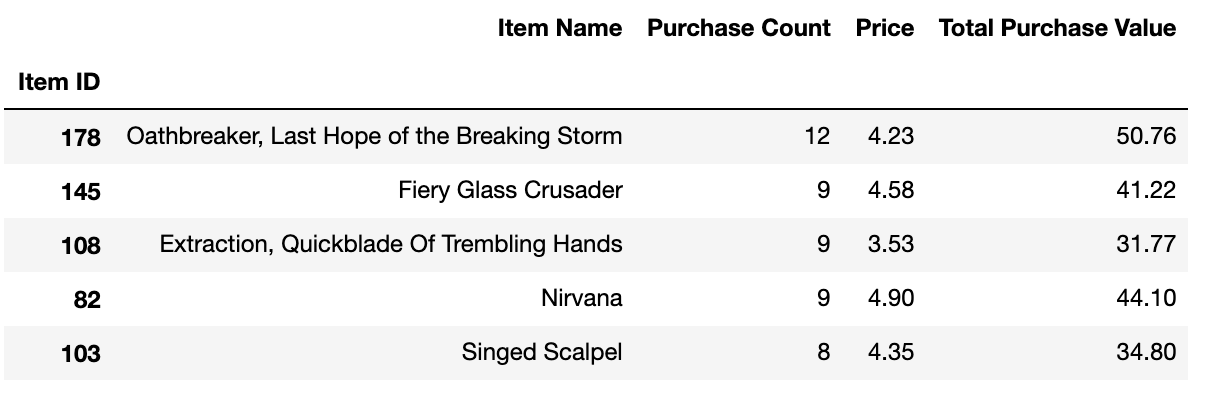 Item Name Purchase Count Price Total Purchase Value
Item ID
178 Oathbreaker, Last Hope of the Breaking Storm 12 4.23 50.76
145 Fiery Glass Crusader 9 4.58 41.22
108 Extraction, Quickblade Of Trembling Hands 9 3.53 31.77
82 Nirvana 9 4.90 44.10
103 Singed Scalpel 8 4.35 34.80